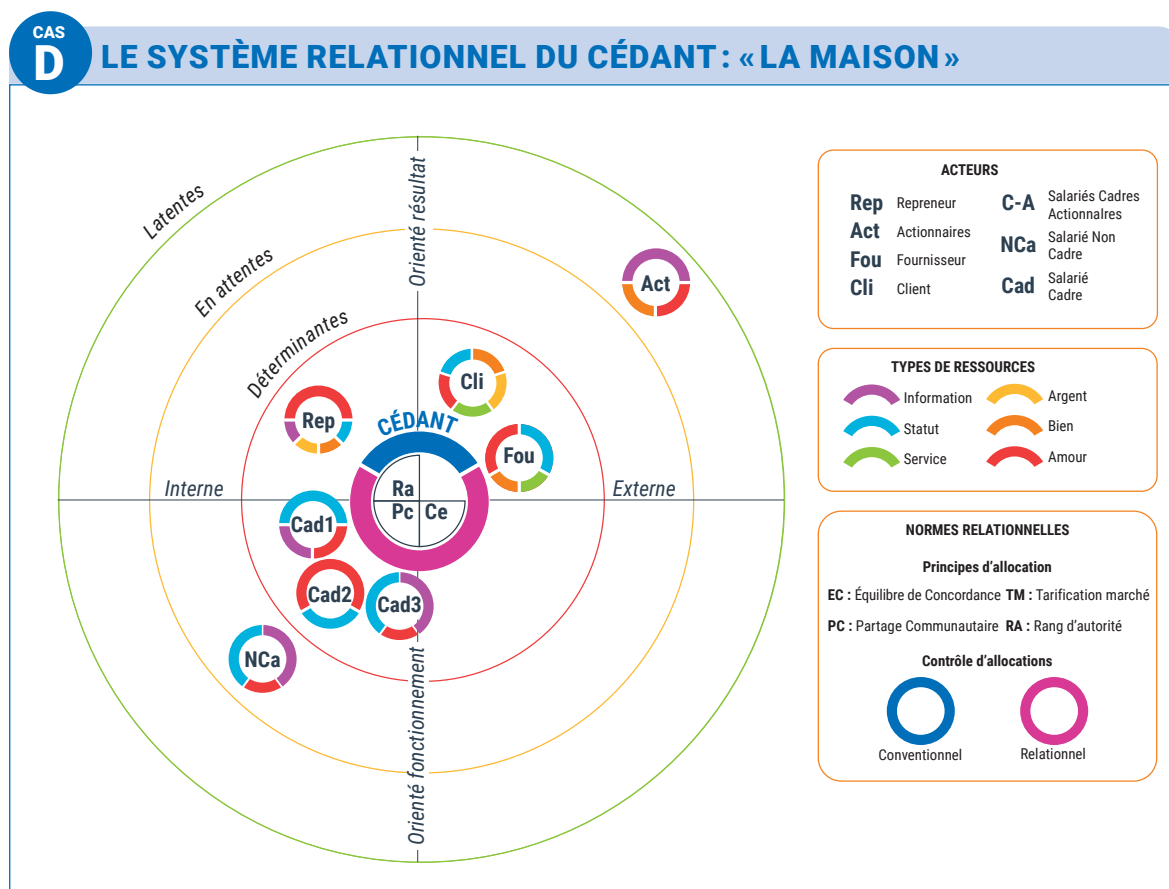 CAS
D
LE SYSTÈME RELATIONNEL DU CÉDANT : « LA MAISON »
Latentes
En attentes
Déterminantes
Orienté résultat
Act
Cli
Rep
CÉDANT
Fou
Interne
Externe
Ra
Pc
Ce
Cad1
Cad2
Cad3
NCa
Orienté fonctionnement
ACTEURS
Rep Repreneur
Act Actionnaires
Fou Fournisseur
Cli Client
C-A Salariés Cadres
Actionnalres
NCa Salarié Non
Cadre
Cad Salarié
Cadre
TYPES DE RESSOURCES
Information
Statut
Service
Argent
Bien
Amour
NORMES RELATIONNELLES
Principes d'allocation
EC : Équilibre de Concordance TM : Tarification marché
PC : Partage Communautaire RA : Rang d'autorité
Contrôle d'allocations
Conventionnel
Relationnel